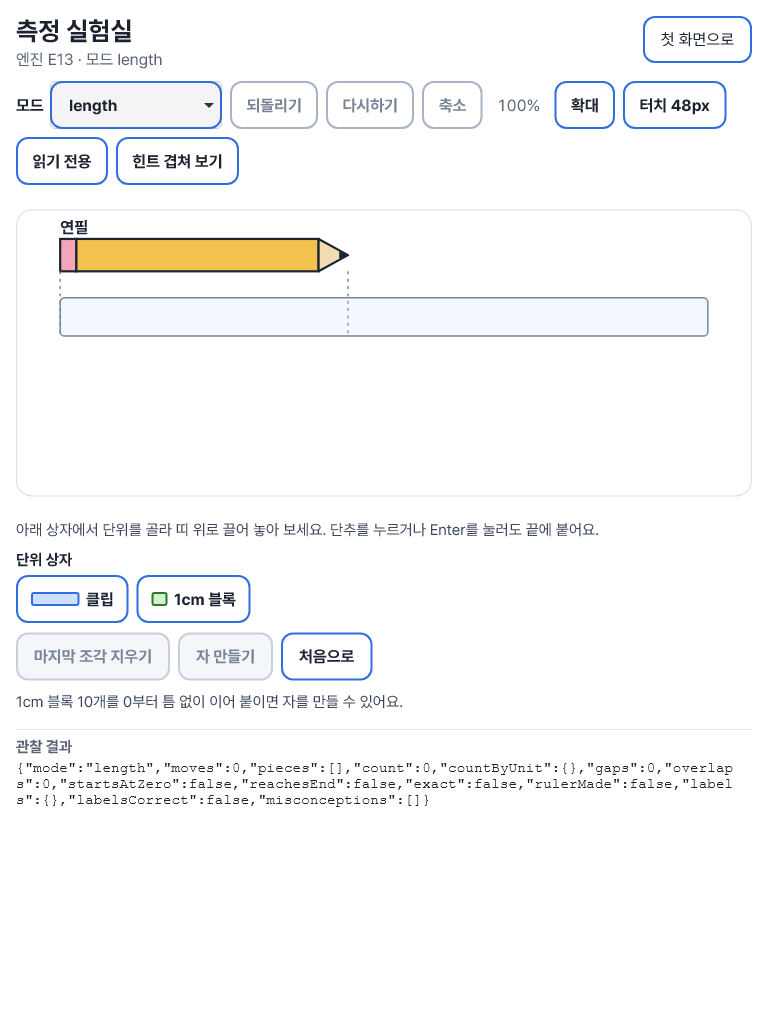 측정 실험실
엔진 E13 · 모드 length
첫 화면으로
모드 length 되돌리기 다시하기 축소 100% 확대 터치 48px
읽기 전용 힌트 겹쳐 보기
연필
아래 상자에서 단위를 골라 띠 위로 끌어 놓아 보세요. 단추를 누르거나 Enter를 눌러도 끝에 붙어요.
단위 상자
클립 1cm 블록
마지막 조각 지우기 자 만들기 처음으로
1cm 블록 10개를 0부터 틈 없이 이어 붙이면 자를 만들 수 있어요.
관찰 결과
{"mode":"length","moves":0,"pieces":[],"count":0,"countByUnit":{},"gaps":0,"overlap
s":0,"startsAtZero":false,"reachesEnd":false,"exact":false,"rulerMade":false,"label
s":{},"labelsCorrect":false,"misconceptions":[]}